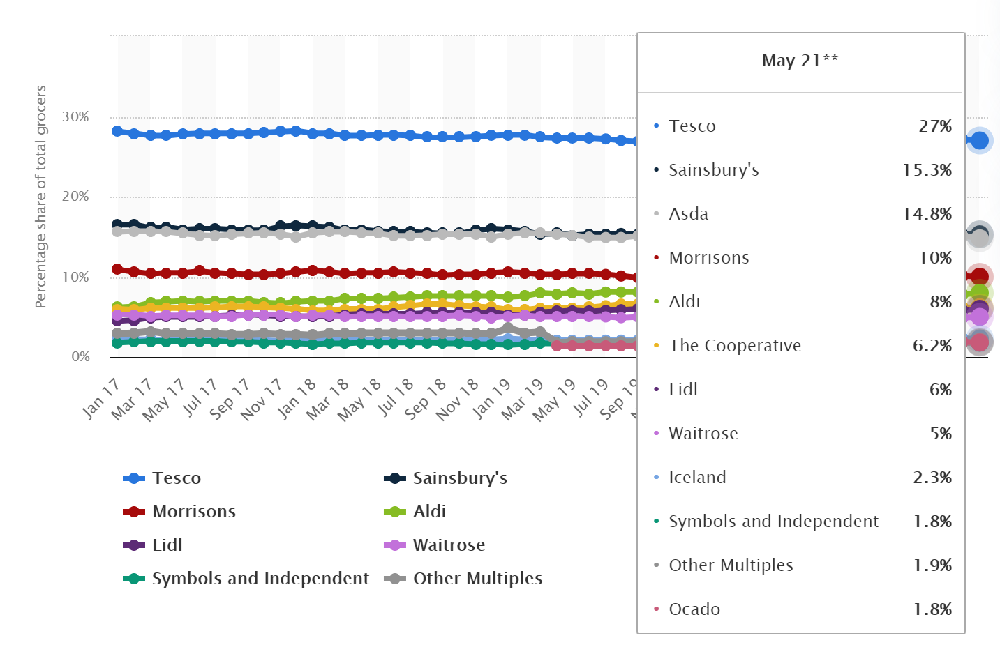 Percentage share of total grocers
30%
20%
10%
0%
Jan 17
Mar 17
May 17
Jul 17
Sep 17
Nov 17
Jan 18
Mar 18
May 18
Jul 18
Sep 18
Nov 18
Jan 19
Mar 19
May 19
Jul 19
Sep 19
May 21**
Tesco 27%
Sainsbury's 15.3%
Asda 14.8%
Morrisons 10%
Aldi 8%
The Cooperative 6.2%
Lidl 6%
Waitrose 5%
Iceland 2.3%
Symbols and Independent 1.8%
Other Multiples 1.9%
Ocado 1.8%
Tesco Sainsbury's
Morrisons Aldi
Lidl Waitrose
Symbols and Independent Other Multiples